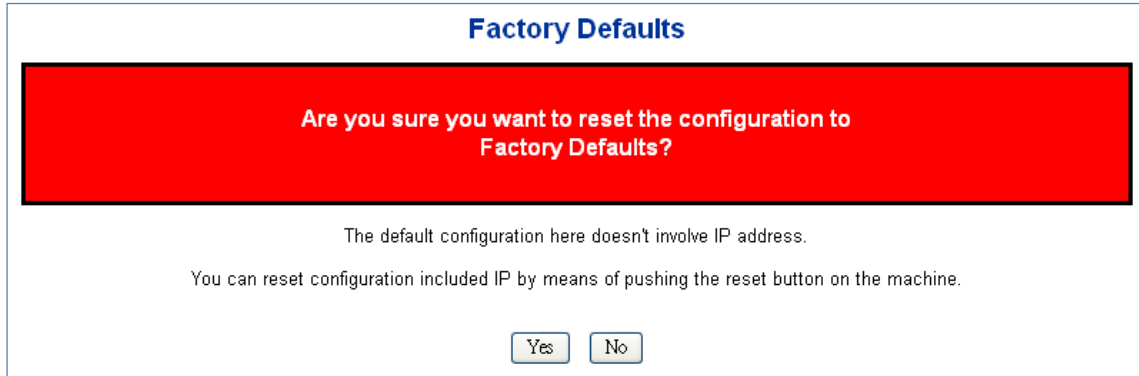 Factory Defaults
Are you sure you want to reset the configuration to
Factory Defaults?
The default configuration here doesn't involve IP address.
You can reset configuration included IP by means of pushing the reset button on the machine.
Yes No